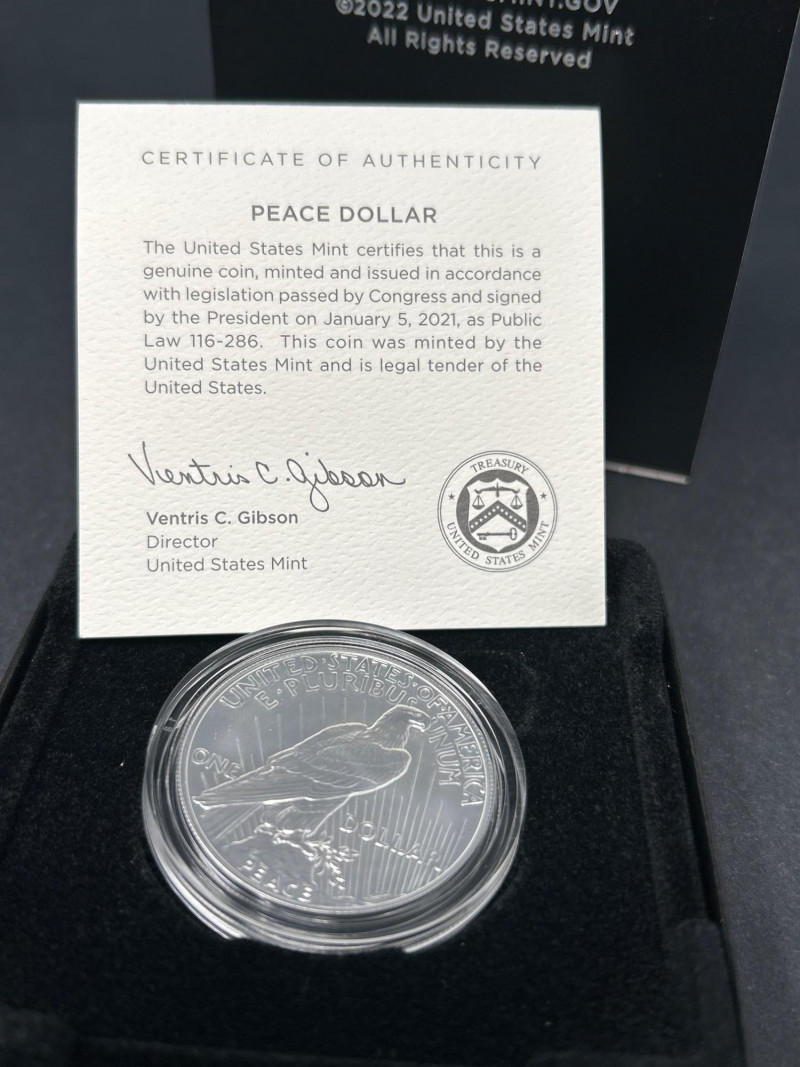 ©2022 United States Mint
All Rights Reserved
CERTIFICATE OF AUTHENTICITY
PEACE DOLLAR
The United States Mint certifies that this is a
genuine coin, minted and issued in accordance
with legislation passed by Congress and signed
by the President on January 5, 2021, as Public
Law 116-286. This coin was minted by the
United States Mint and is legal tender of the
United States.
Ventris C. Gibson
Ventris C. Gibson
Director
United States Mint
TREASURY
UNITED STATES MINT
UNITED·STATES·OF·AMERICA
E·PLURIBUS UNUM
ONE
DOLLAR
PEACE